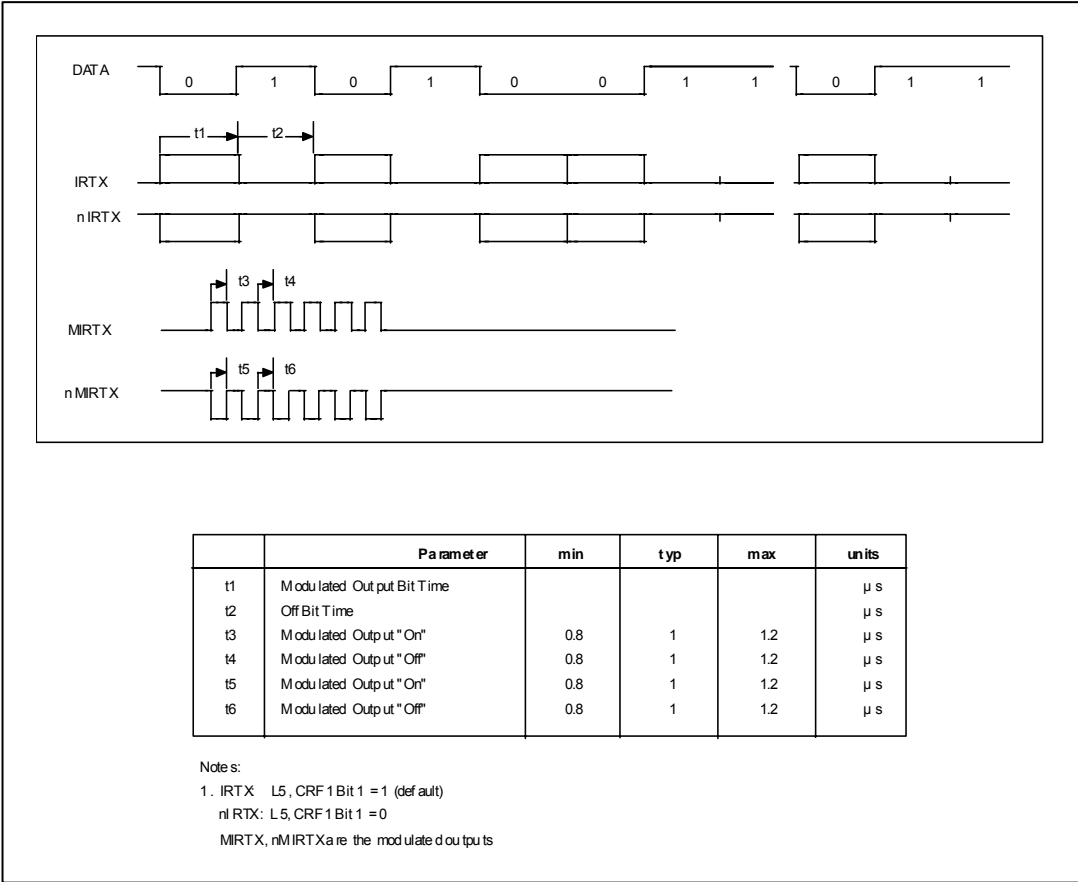 DATA
0 1 0 1 0 0 1 1 0 1 1
t1 t2
IRTX
nIRTX
t3 t4
MIRTX
t5 t6
nMIRTX
Parameter min typ max units
t1 Modulated Output Bit Time µs
t2 Off Bit Time µs
t3 Modulated Output "On" 0.8 1 1.2 µs
t4 Modulated Output "Off" 0.8 1 1.2 µs
t5 Modulated Output "On" 0.8 1 1.2 µs
t6 Modulated Output "Off" 0.8 1 1.2 µs
Notes:
1. IRTX: L5, CRF1 Bit 1 = 1 (default)
nIRTX: L5, CRF1 Bit 1 = 0
MIRTX, nMIRTX are the modulated outputs